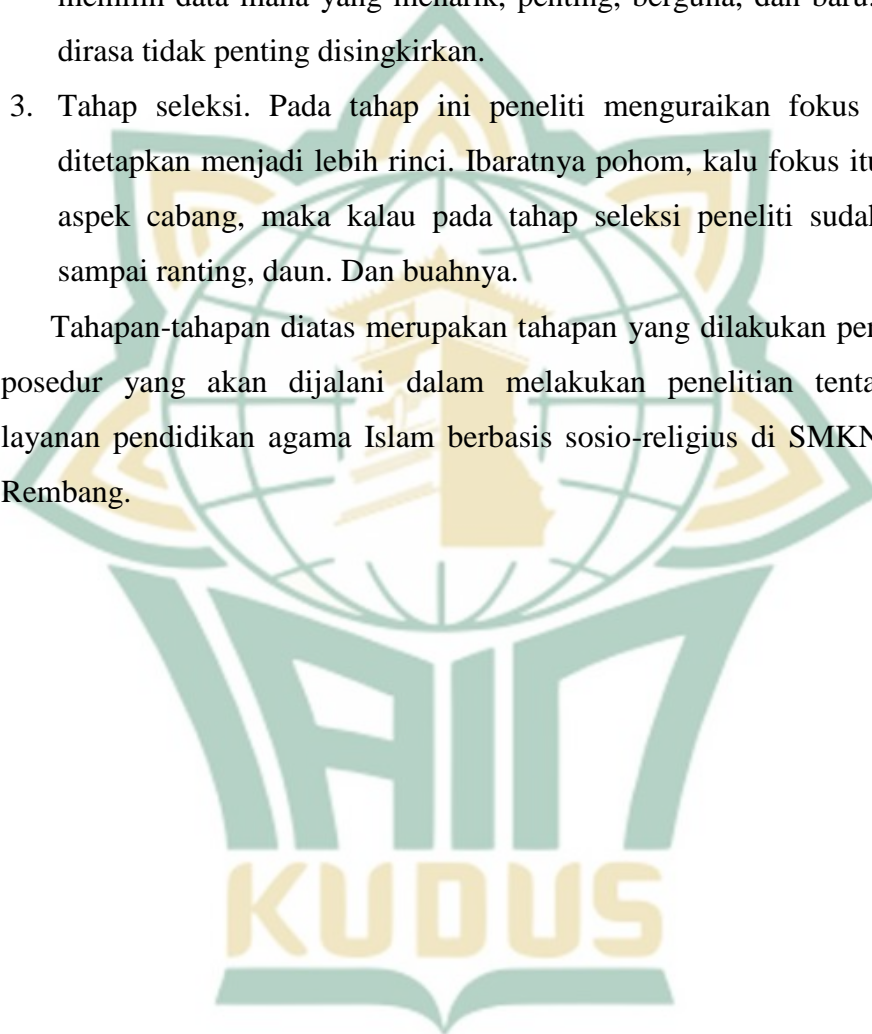 memilih data mana yang menarik, penting, berguna, dan baru.
dirasa tidak penting disingkirkan.
3. Tahap seleksi. Pada tahap ini peneliti menguraikan fokus
ditetapkan menjadi lebih rinci. Ibaratnya pohom, kalu fokus itu
aspek cabang, maka kalau pada tahap seleksi peneliti sudah
sampai ranting, daun. Dan buahnya.
Tahapan-tahapan diatas merupakan tahapan yang dilakukan pen
posedur yang akan dijalani dalam melakukan penelitian tenta
layanan pendidikan agama Islam berbasis sosio-religius di SMKN
Rembang.
IAIN
KUDUS